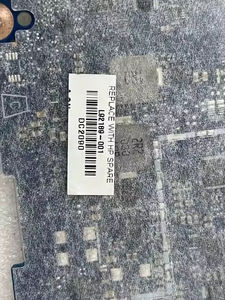 REPLACE WITH HP SPARE
L92189-001
DC2090